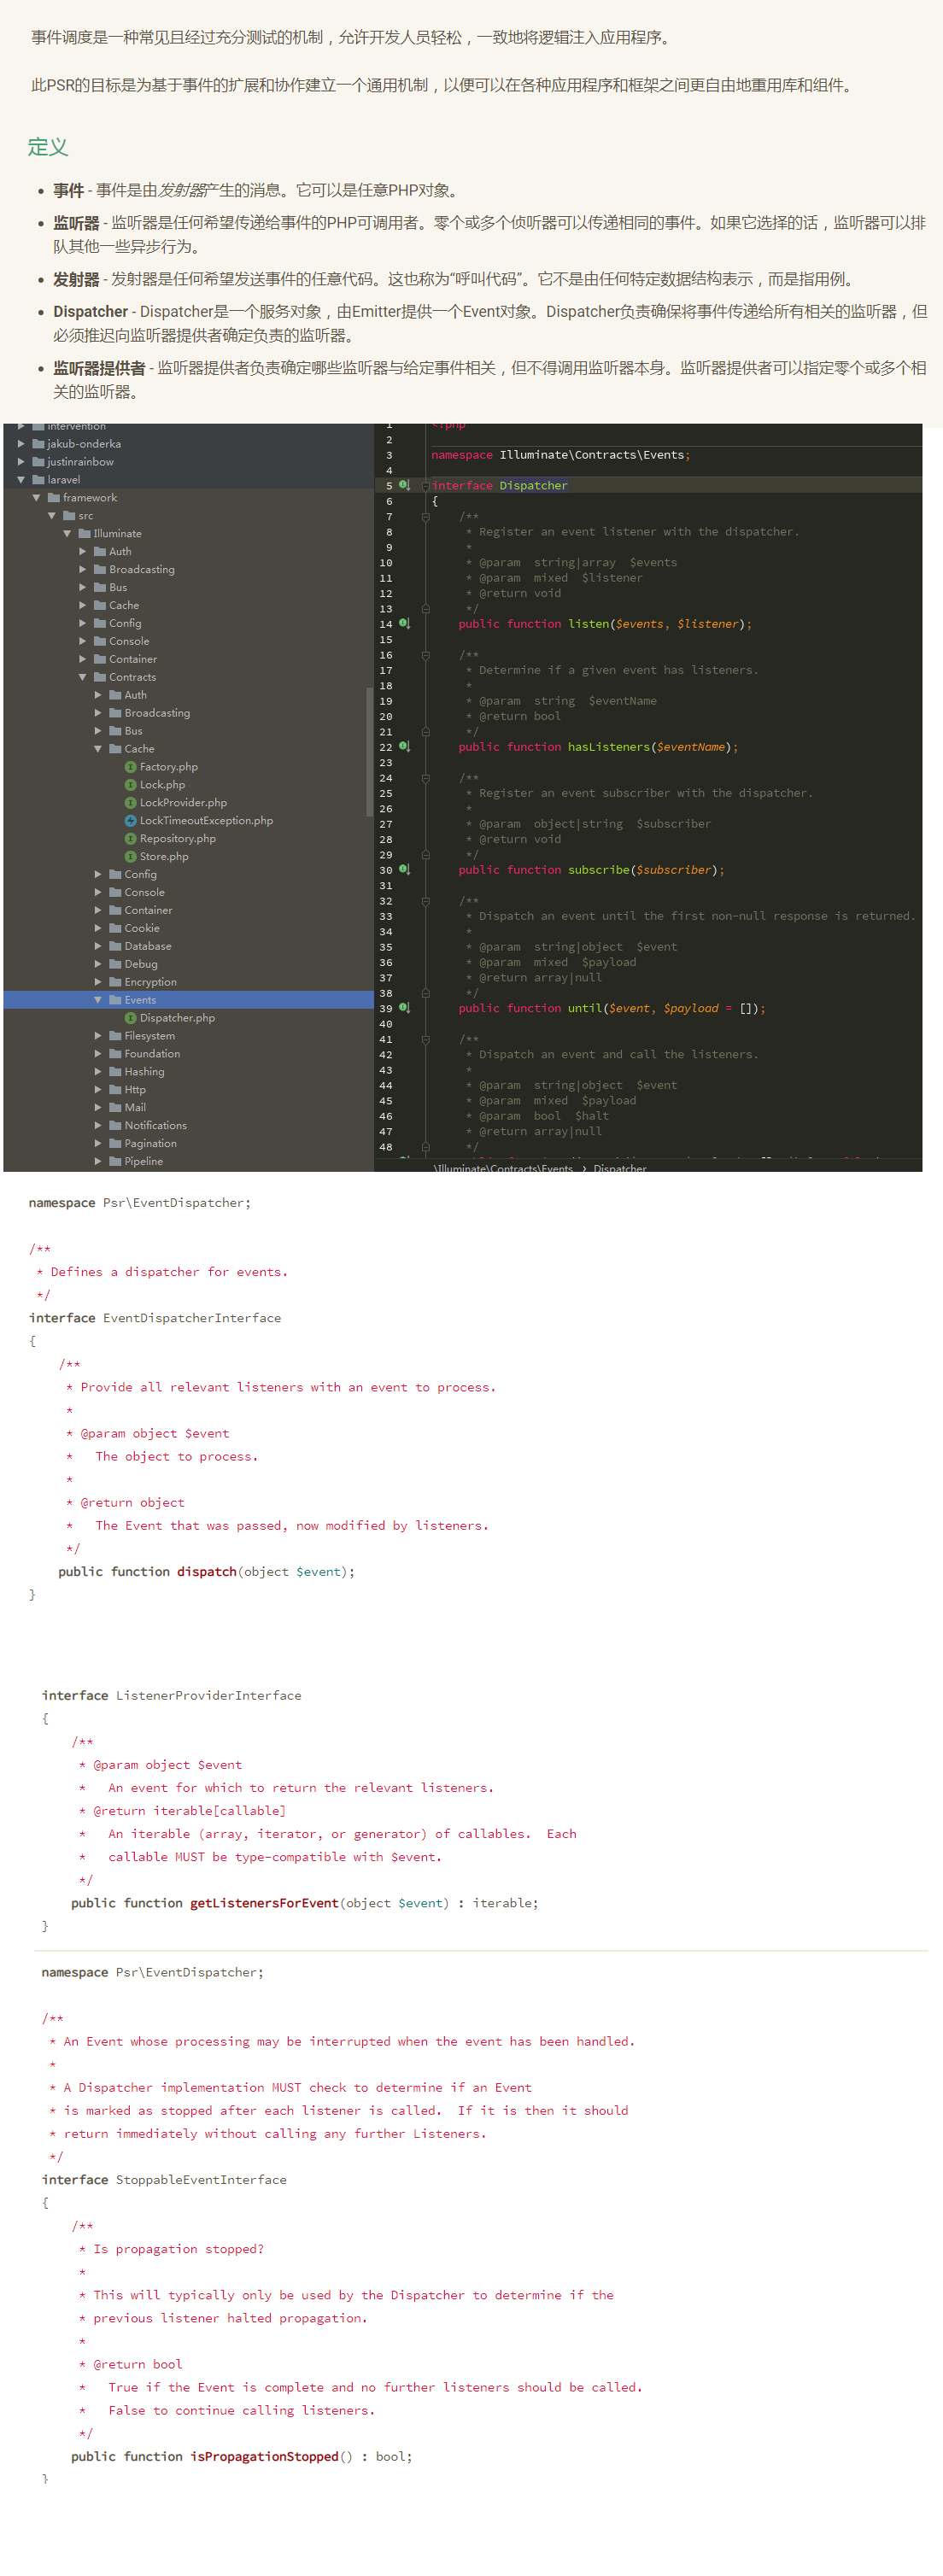 事件调度是一种常见且经过充分测试的机制，允许开发人员轻松，一致地将逻辑注入应用程序。
此PSR的目标是为基于事件的扩展和协作建立一个通用机制，以便可以在各种应用程序和框架之间更自由地重用库和组件。
定义
事件 - 事件是由发射器产生的消息。它可以是任意PHP对象。
监听器 - 监听器是任何希望传递给事件的PHP可调用者。零个或多个侦听器可以传递相同的事件。如果它选择的话，监听器可以排
队其他一些异步行为。
发射器 - 发射器是任何希望发送事件的任意代码。这也称为“呼叫代码”。它不是由任何特定数据结构表示，而是指用例。
Dispatcher - Dispatcher是一个服务对象，由Emitter提供一个Event对象。Dispatcher负责确保将事件传递给所有相关的监听器，但
必须推迟向监听器提供者确定负责的监听器。
监听器提供者 - 监听器提供者负责确定哪些监听器与给定事件相关，但不得调用监听器本身。监听器提供者可以指定零个或多个相
关的监听器。
intervention
jakub-onderka
justinrainbow
laravel
framework
src
Illuminate
Auth
Broadcasting
Bus
Cache
Config
Console
Container
Contracts
Auth
Broadcasting
Bus
Cache
Factory.php
Lock.php
LockProvider.php
LockTimeoutException.php
Repository.php
Store.php
Config
Console
Container
Cookie
Database
Debug
Encryption
Events
Dispatcher.php
Filesystem
Foundation
Hashing
Http
Mail
Notifications
Pagination
Pipeline
1 <?php
2
3 namespace Illuminate\Contracts\Events;
4
5 interface Dispatcher
6 {
7 /**
8 * Register an event listener with the dispatcher.
9 *
10 * @param string|array $events
11 * @param mixed $listener
12 * @return void
13 */
14 public function listen($events, $listener);
15
16 /**
17 * Determine if a given event has listeners.
18 *
19 * @param string $eventName
20 * @return bool
21 */
22 public function hasListeners($eventName);
23
24 /**
25 * Register an event subscriber with the dispatcher.
26 *
27 * @param object|string $subscriber
28 * @return void
29 */
30 public function subscribe($subscriber);
31
32 /**
33 * Dispatch an event until the first non-null response is returned.
34 *
35 * @param string|object $event
36 * @param mixed $payload
37 * @return array|null
38 */
39 public function until($event, $payload = []);
40
41 /**
42 * Dispatch an event and call the listeners.
43 *
44 * @param string|object $event
45 * @param mixed $payload
46 * @param bool $halt
47 * @return array|null
48 */
\Illuminate\Contracts\Events › Dispatcher
namespace Psr\EventDispatcher;
/**
* Defines a dispatcher for events.
*/
interface EventDispatcherInterface
{
/**
* Provide all relevant listeners with an event to process.
*
* @param object $event
* The object to process.
*
* @return object
* The Event that was passed, now modified by listeners.
*/
public function dispatch(object $event);
}
interface ListenerProviderInterface
{
/**
* @param object $event
* An event for which to return the relevant listeners.
* @return iterable[callable]
* An iterable (array, iterator, or generator) of callables. Each
* callable MUST be type-compatible with $event.
*/
public function getListenersForEvent(object $event) : iterable;
}
namespace Psr\EventDispatcher;
/**
* An Event whose processing may be interrupted when the event has been handled.
*
* A Dispatcher implementation MUST check to determine if an Event
* is marked as stopped after each listener is called. If it is then it should
* return immediately without calling any further Listeners.
*/
interface StoppableEventInterface
{
/**
* Is propagation stopped?
*
* This will typically only be used by the Dispatcher to determine if the
* previous listener halted propagation.
*
* @return bool
* True if the Event is complete and no further listeners should be called.
* False to continue calling listeners.
*/
public function isPropagationStopped() : bool;
}